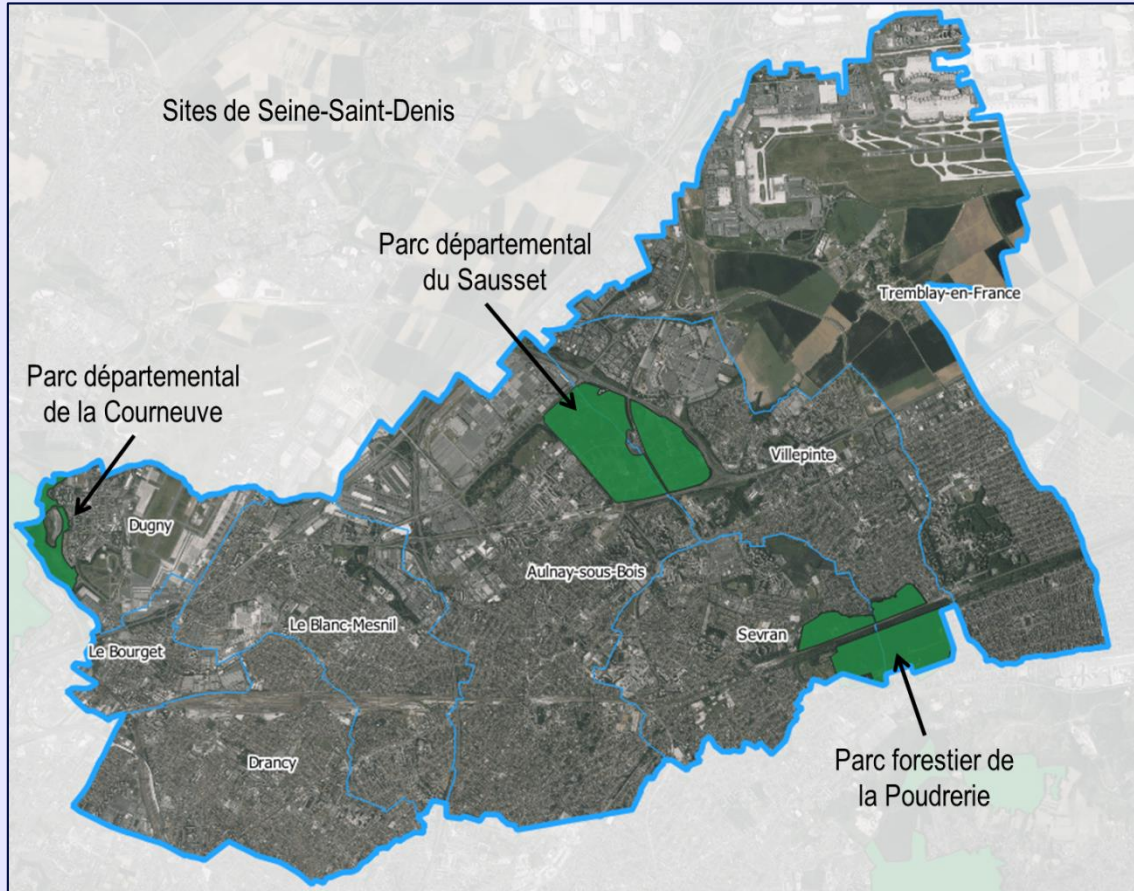 Sites de Seine-Saint-Denis
Parc départemental
du Sausset
Tremblay-en-France
Parc départemental
de la Courneuve
Villepinte
Dugny
Aulnay-sous-Bois
Le Blanc-Mesnil
Sevran
Le Bourget
Drancy
Parc forestier de
la Poudrerie